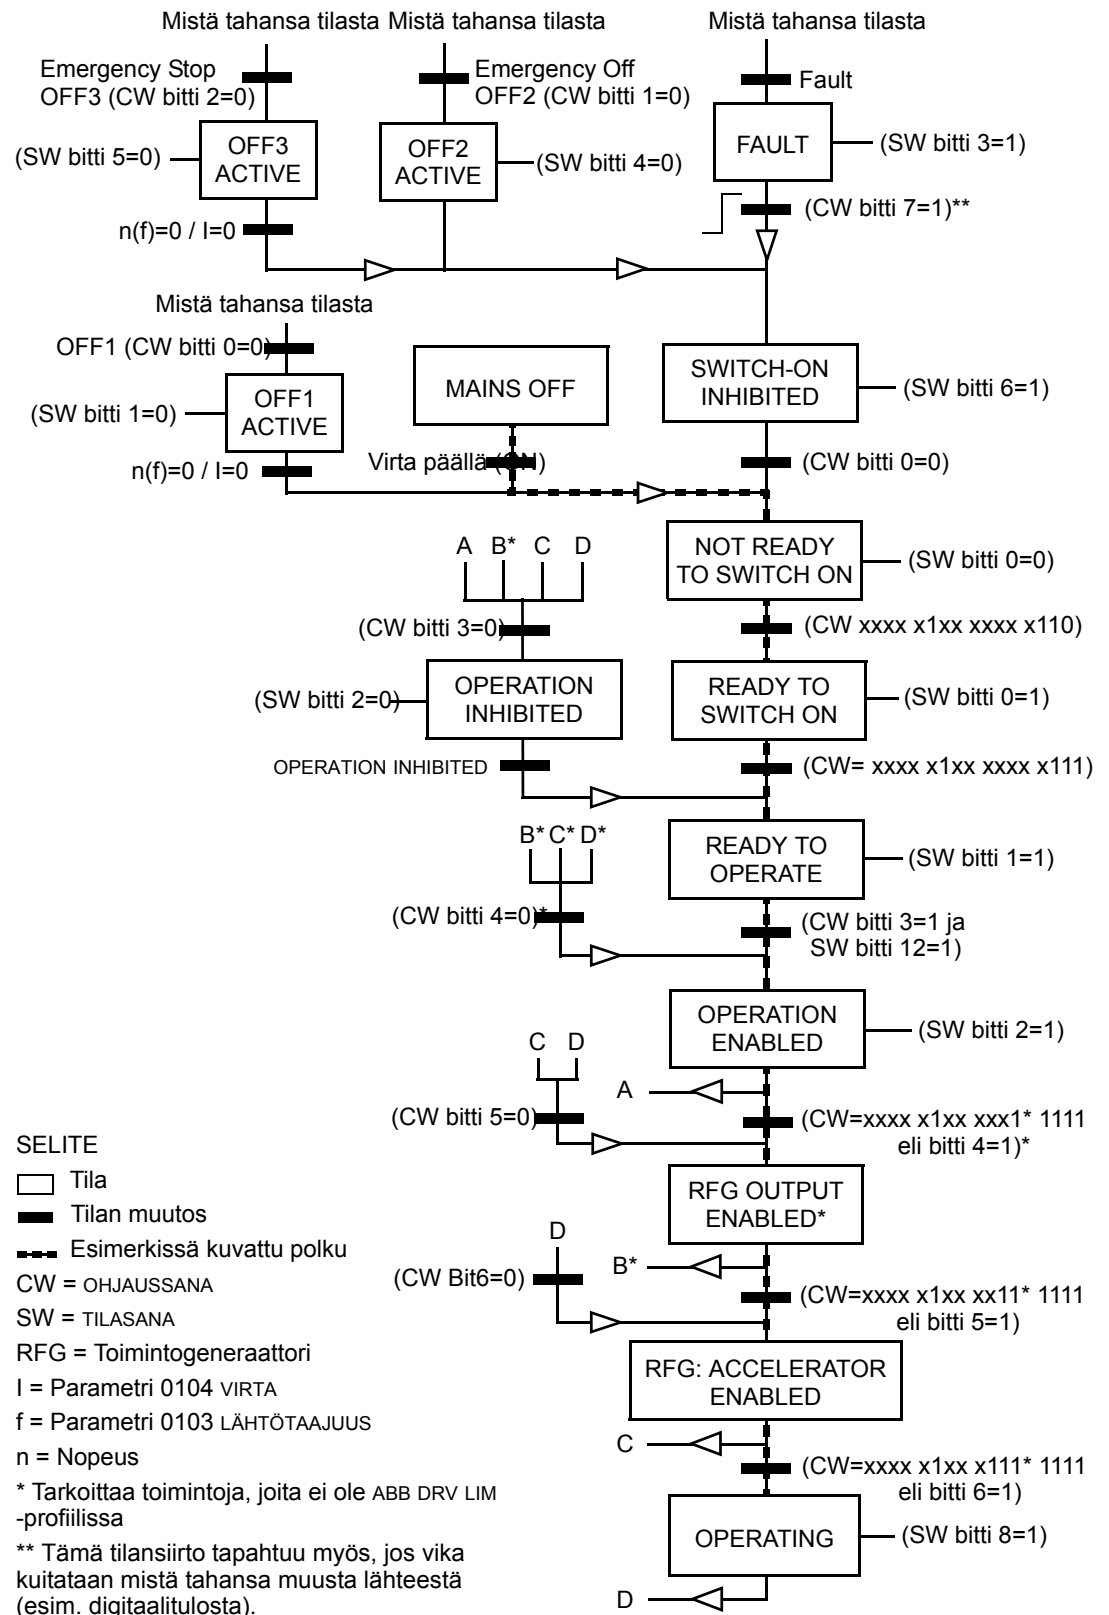 Mistä tahansa tilasta Mistä tahansa tilasta
Mistä tahansa tilasta
Emergency Stop
OFF3 (CW bitti 2=0)
Emergency Off
OFF2 (CW bitti 1=0)
Fault
OFF3
ACTIVE
(SW bitti 5=0)
OFF2
ACTIVE
(SW bitti 4=0)
FAULT
(SW bitti 3=1)
n(f)=0 / I=0
(CW bitti 7=1)**
Mistä tahansa tilasta
OFF1 (CW bitti 0=0)
OFF1
ACTIVE
(SW bitti 1=0)
MAINS OFF
SWITCH-ON
INHIBITED
(SW bitti 6=1)
n(f)=0 / I=0
Virta päällä (ON)
(CW bitti 0=0)
A B* C D
NOT READY
TO SWITCH ON
(SW bitti 0=0)
(CW bitti 3=0)
(CW xxxx x1xx xxxx x110)
(SW bitti 2=0)
OPERATION
INHIBITED
READY TO
SWITCH ON
(SW bitti 0=1)
OPERATION INHIBITED
(CW= xxxx x1xx xxxx x111)
B* C* D*
READY TO
OPERATE
(SW bitti 1=1)
(CW bitti 4=0)*
(CW bitti 3=1 ja
SW bitti 12=1)
OPERATION
ENABLED
(SW bitti 2=1)
C D
A
(CW bitti 5=0)
(CW=xxxx x1xx xxx1* 1111
eli bitti 4=1)*
RFG OUTPUT
ENABLED*
D
B*
(CW Bit6=0)
(CW=xxxx x1xx xx11* 1111
eli bitti 5=1)
RFG: ACCELERATOR
ENABLED
C
(CW=xxxx x1xx x111* 1111
eli bitti 6=1)
OPERATING
(SW bitti 8=1)
D
SELITE
Tila
Tilan muutos
Esimerkissä kuvattu polku
CW = OHJAUSSANA
SW = TILASANA
RFG = Toimintogeneraattori
I = Parametri 0104 VIRTA
f = Parametri 0103 LÄHTÖTAAJUUS
n = Nopeus
* Tarkoittaa toimintoja, joita ei ole ABB DRV LIM
-profiilissa
** Tämä tilansiirto tapahtuu myös, jos vika
kuitataan mistä tahansa muusta lähteestä
(esim. digitaalitulosta).